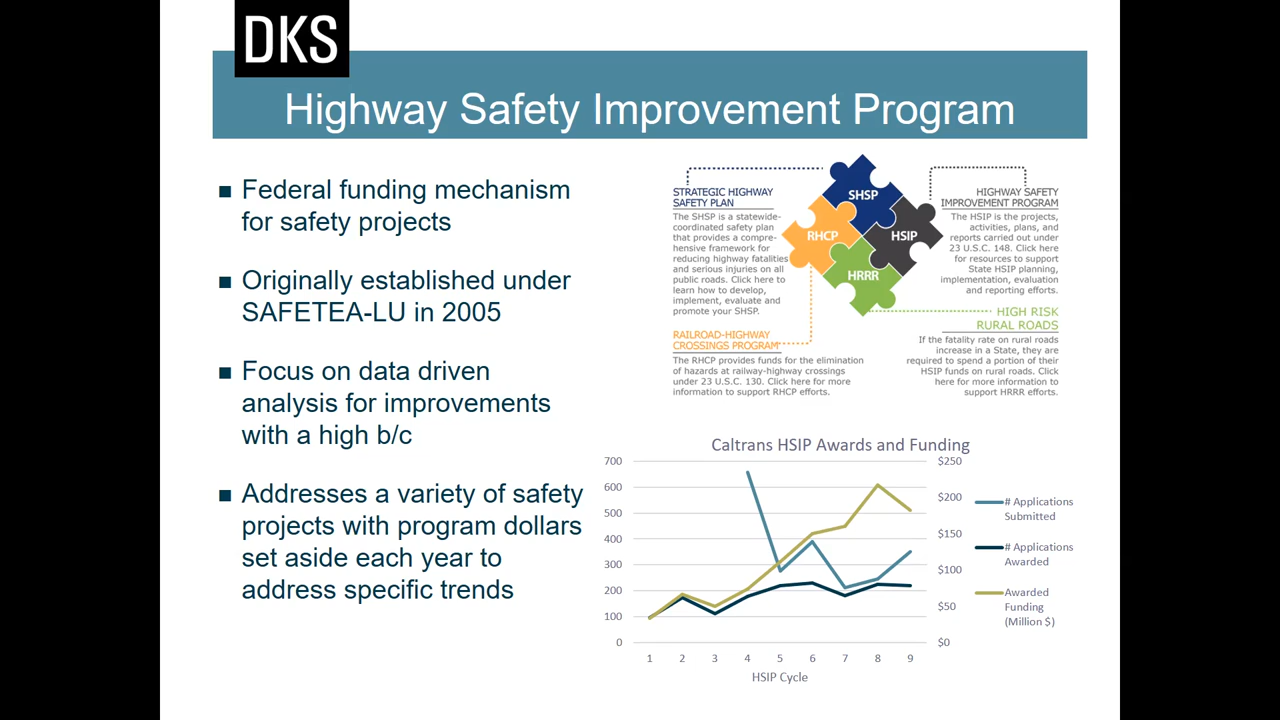 DKS
Highway Safety Improvement Program
Federal funding mechanism
for safety projects
Originally established under
SAFETEA-LU in 2005
Focus on data driven
analysis for improvements
with a high b/c
Addresses a variety of safety
projects with program dollars
set aside each year to
address specific trends
STRATEGIC HIGHWAY
SAFETY PLAN
The SHSP is a statewide-
coordinated safety plan
that provides a compre-
hensive framework for
reducing highway fatalities
and serious injuries on all
public roads. Click here to
learn how to develop,
implement, evaluate and
promote your SHSP.
SHSP
RHCP
HSIP
HRRR
HIGHWAY SAFETY
IMPROVEMENT PROGRAM
The HSIP is the projects,
activities, plans, and
reports carried out under
23 U.S.C. 148. Click here
for resources to support
State HSIP planning,
implementation, evaluation
and reporting efforts.
RAILROAD-HIGHWAY
CROSSINGS PROGRAM
The RHCP provides funds for the elimination
of hazards at railway-highway crossings
under 23 U.S.C. 130. Click here for more
information to support RHCP efforts.
HIGH RISK
RURAL ROADS
If the fatality rate on rural roads
increase in a State, they are
required to spend a portion of their
HSIP funds on rural roads. Click
here for more information to
support HRRR efforts.
Caltrans HSIP Awards and Funding
700
600
500
400
300
200
100
0
$250
$200
$150
$100
$50
$0
1 2 3 4 5 6 7 8 9
HSIP Cycle
# Applications
Submitted
# Applications
Awarded
Awarded
Funding
(Million $)